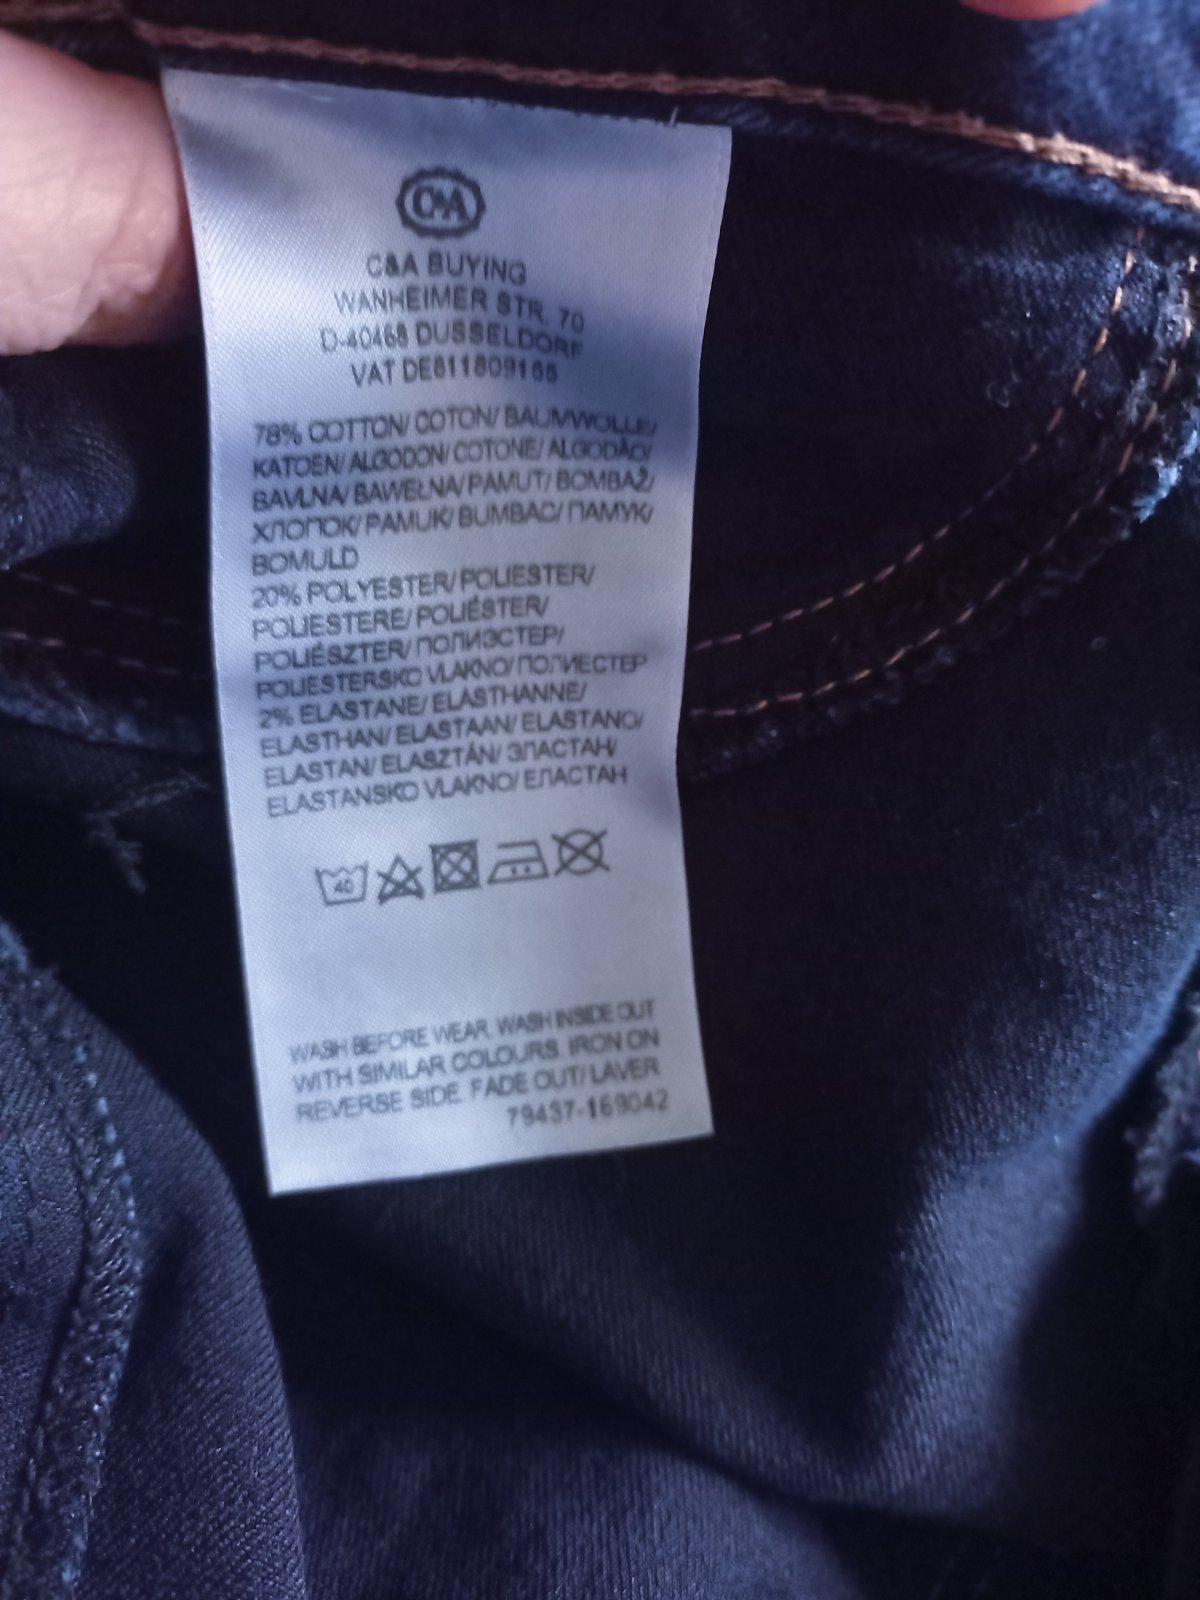 C&A
C&A BUYING
WANHEIMER STR. 70
D-40468 DUSSELDORF
VAT DE811809166
78% COTTON/ COTON/ BAUMWOLLE/
KATOEN/ ALGODON/ COTONE/ ALGODÃO/
BAVLNA/ BAWEŁNA/ PAMUT/ BOMBAŽ/
ХЛОПОК/ PAMUK/ BUMBAC/ ПАМУК/
BOMULD
20% POLYESTER/ POLIESTER/
POLIESTERE/ POLIÉSTER/
POLIÉSZTER/ ПОЛИЭСТЕР/
POLIESTERSKO VLAKNO/ ПОЛИЕСТЕР
2% ELASTANE/ ELASTHANNE/
ELASTHAN/ ELASTAAN/ ELASTANO/
ELASTAN/ ELASZTÁN/ ЭЛАСТАН/
ELASTANSKO VLAKNO/ ЕЛАСТАН
40
WASH BEFORE WEAR. WASH INSIDE OUT
WITH SIMILAR COLOURS. IRON ON
REVERSE SIDE. FADE OUT/ LAVER
79437-169042